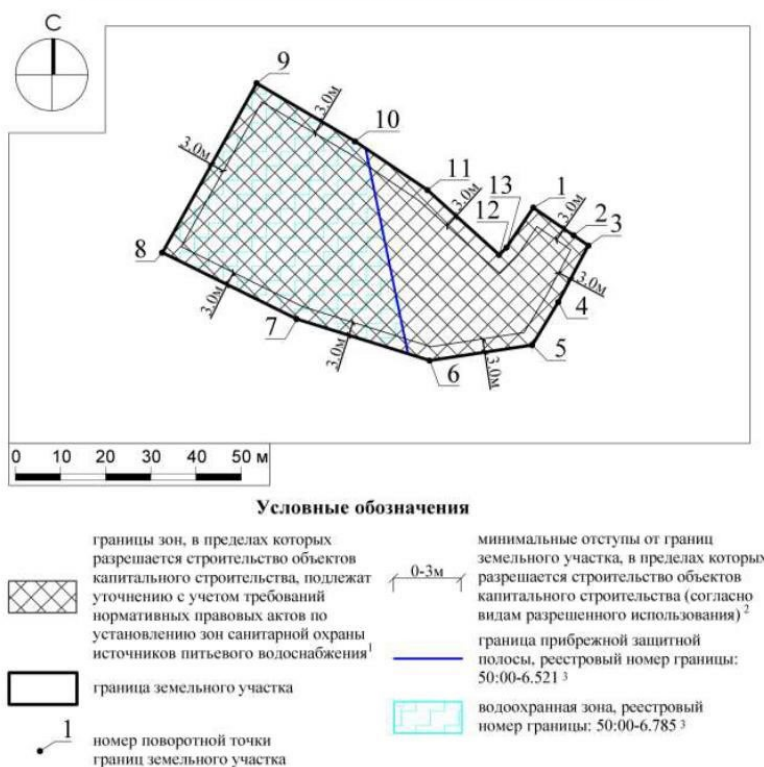 С
9
3.0м
10
3.0м
11
13
1
12
3.0м
3.0м
2
3
8
3.0м
4
3.0м
7
3.0м
6
3.0м
5
0 10 20 30 40 50 м
Условные обозначения
границы зон, в пределах которых
разрешается строительство объектов
капитального строительства, подлежат
уточнению с учетом требований
нормативных правовых актов по
установлению зон санитарной охраны
источников питьевого водоснабжения1
граница земельного участка
1
номер поворотной точки
границ земельного участка
0-3м
минимальные отступы от границ
земельного участка, в пределах которых
разрешается строительство объектов
капитального строительства (согласно
видам разрешенного использования) 2
граница прибрежной защитной
полосы, реестровый номер границы:
50:00-6.521 3
водоохранная зона, реестровый
номер границы: 50:00-6.785 3